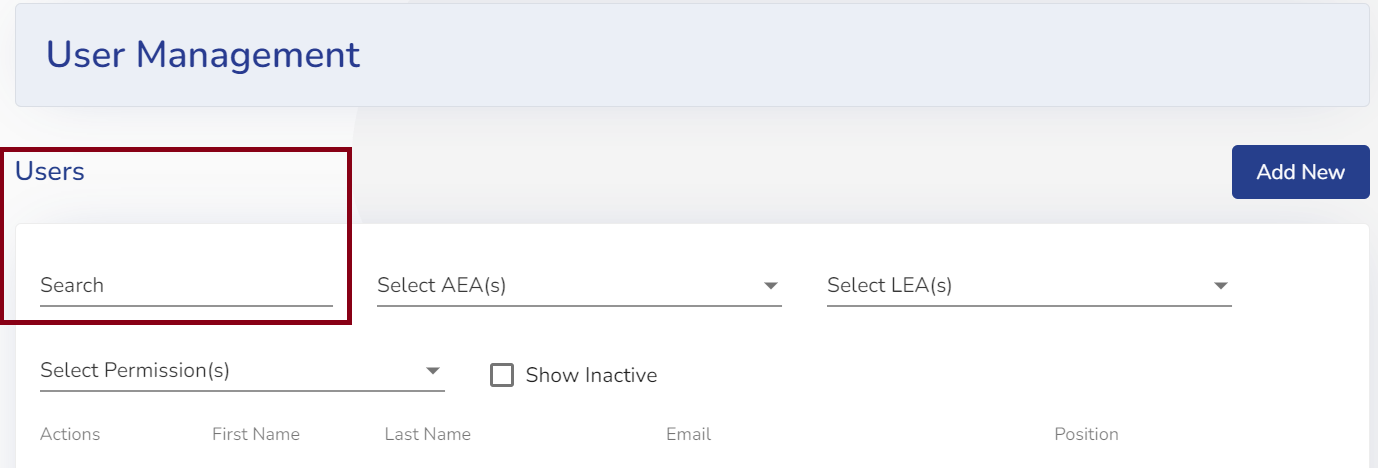 User Management
Users
Add New
Search
Select AEA(s)
Select LEA(s)
Select Permission(s)
Show Inactive
Actions First Name Last Name Email Position